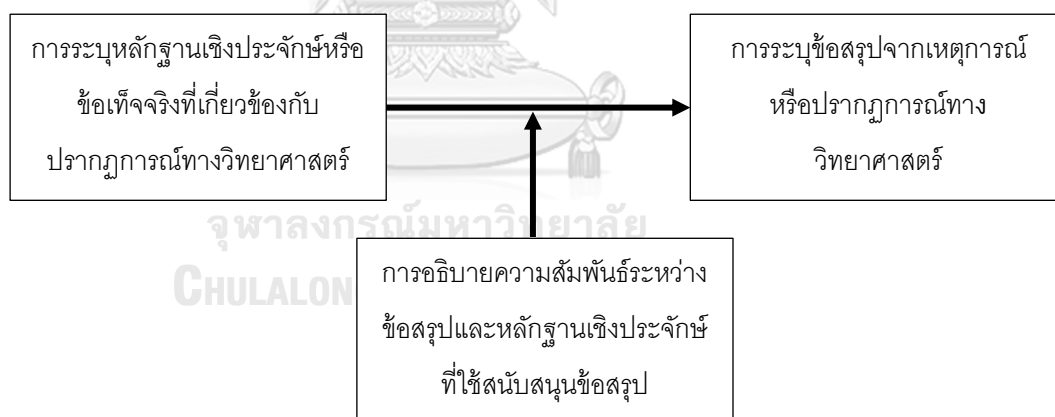 การระบุหลักฐานเชิงประจักษ์หรือ
ข้อเท็จจริงที่เกี่ยวข้องกับ
ปรากฏการณ์ทางวิทยาศาสตร์
การระบุข้อสรุปจากเหตุการณ์
หรือปรากฏการณ์ทาง
วิทยาศาสตร์
จุฬาลงกรณ์มหาวิทยาลัย
CHULALON
การอธิบายความสัมพันธ์ระหว่าง
ข้อสรุปและหลักฐานเชิงประจักษ์
ที่ใช้สนับสนุนข้อสรุป